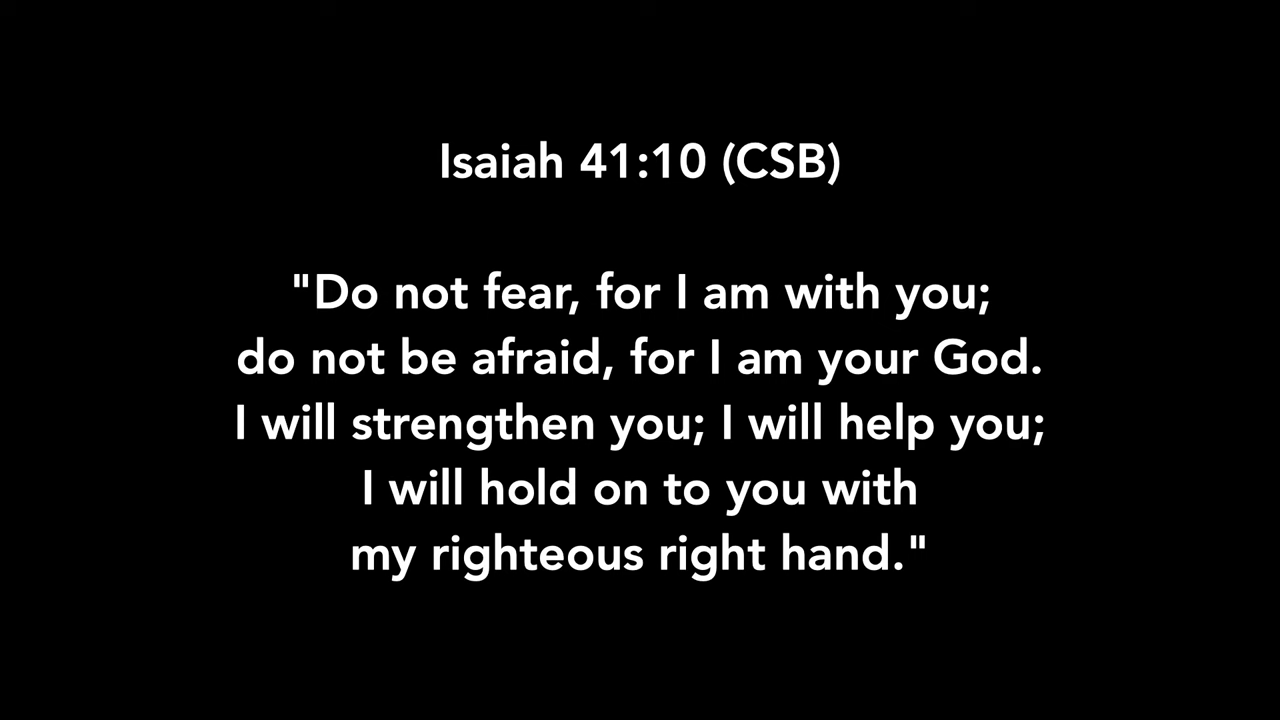 Isaiah 41:10 (CSB)
"Do not fear, for I am with you;
do not be afraid, for I am your God.
I will strengthen you; I will help you;
I will hold on to you with
my righteous right hand."